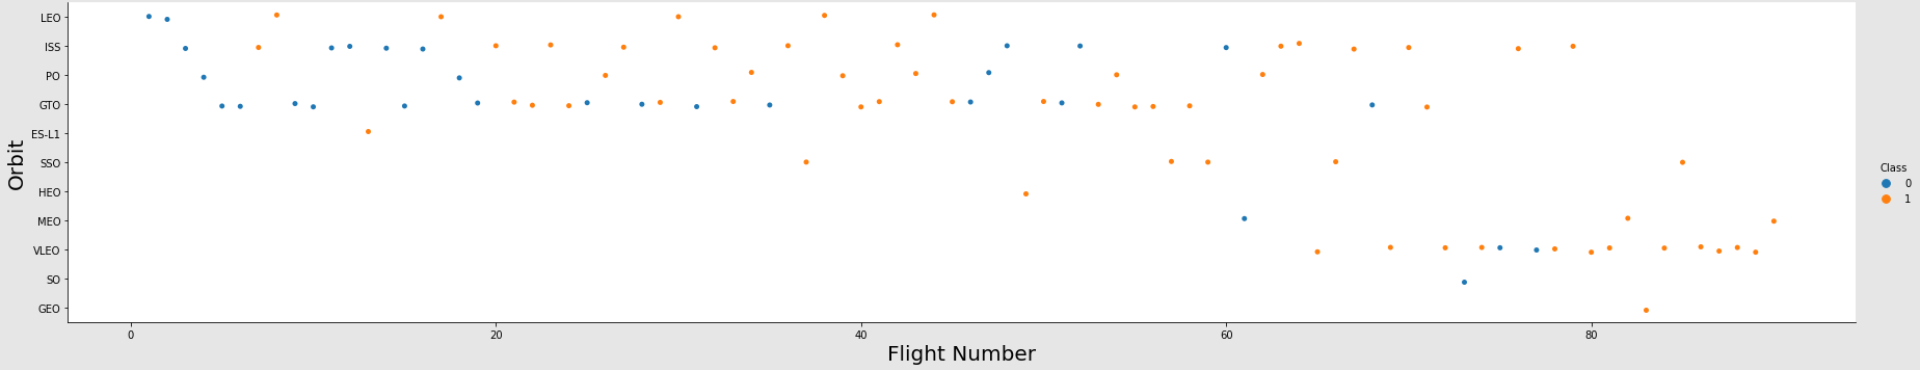 LEO
ISS
PO
GTO
ES-L1
SSO
HEO
MEO
VLEO
SO
GEO
Orbit
0 20 40 60 80
Flight Number
Class
0
1